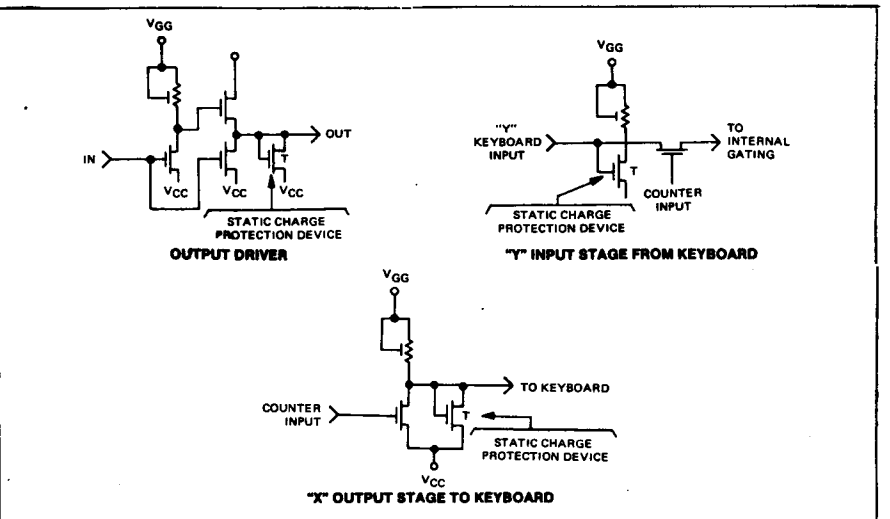 VGG
IN
VCC
VCC
T
VCC
OUT
STATIC CHARGE
PROTECTION DEVICE
OUTPUT DRIVER
VGG
"Y"
KEYBOARD
INPUT
T
TO
INTERNAL
GATING
COUNTER
INPUT
STATIC CHARGE
PROTECTION DEVICE
"Y" INPUT STAGE FROM KEYBOARD
VGG
COUNTER
INPUT
T
TO KEYBOARD
STATIC CHARGE
PROTECTION DEVICE
VCC
"X" OUTPUT STAGE TO KEYBOARD